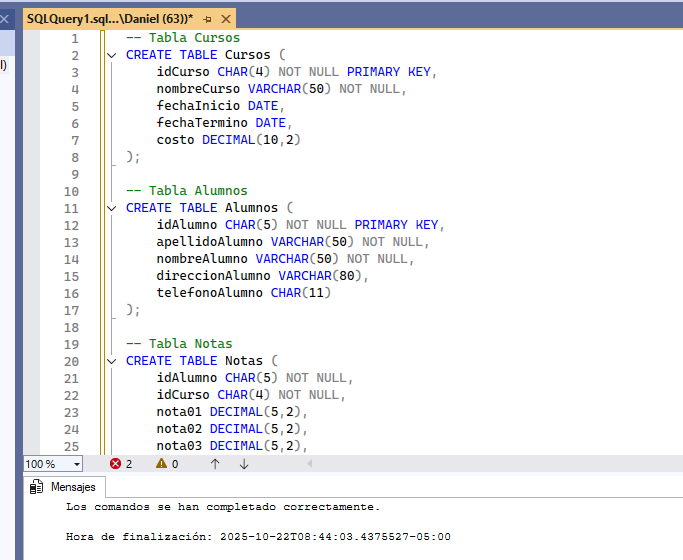 SQLQuery1.sql...\Daniel (63))*
l)
1 -- Tabla Cursos
2 CREATE TABLE Cursos (
3 idCurso CHAR(4) NOT NULL PRIMARY KEY,
4 nombreCurso VARCHAR(50) NOT NULL,
5 fechaInicio DATE,
6 fechaTermino DATE,
7 costo DECIMAL(10,2)
8 );
9
10 -- Tabla Alumnos
11 CREATE TABLE Alumnos (
12 idAlumno CHAR(5) NOT NULL PRIMARY KEY,
13 apellidoAlumno VARCHAR(50) NOT NULL,
14 nombreAlumno VARCHAR(50) NOT NULL,
15 direccionAlumno VARCHAR(80),
16 telefonoAlumno CHAR(11)
17 );
18
19 -- Tabla Notas
20 CREATE TABLE Notas (
21 idAlumno CHAR(5) NOT NULL,
22 idCurso CHAR(4) NOT NULL,
23 nota01 DECIMAL(5,2),
24 nota02 DECIMAL(5,2),
25 nota03 DECIMAL(5,2),
100 % 2 0
Mensajes
Los comandos se han completado correctamente.
Hora de finalización: 2025-10-22T08:44:03.4375527-05:00